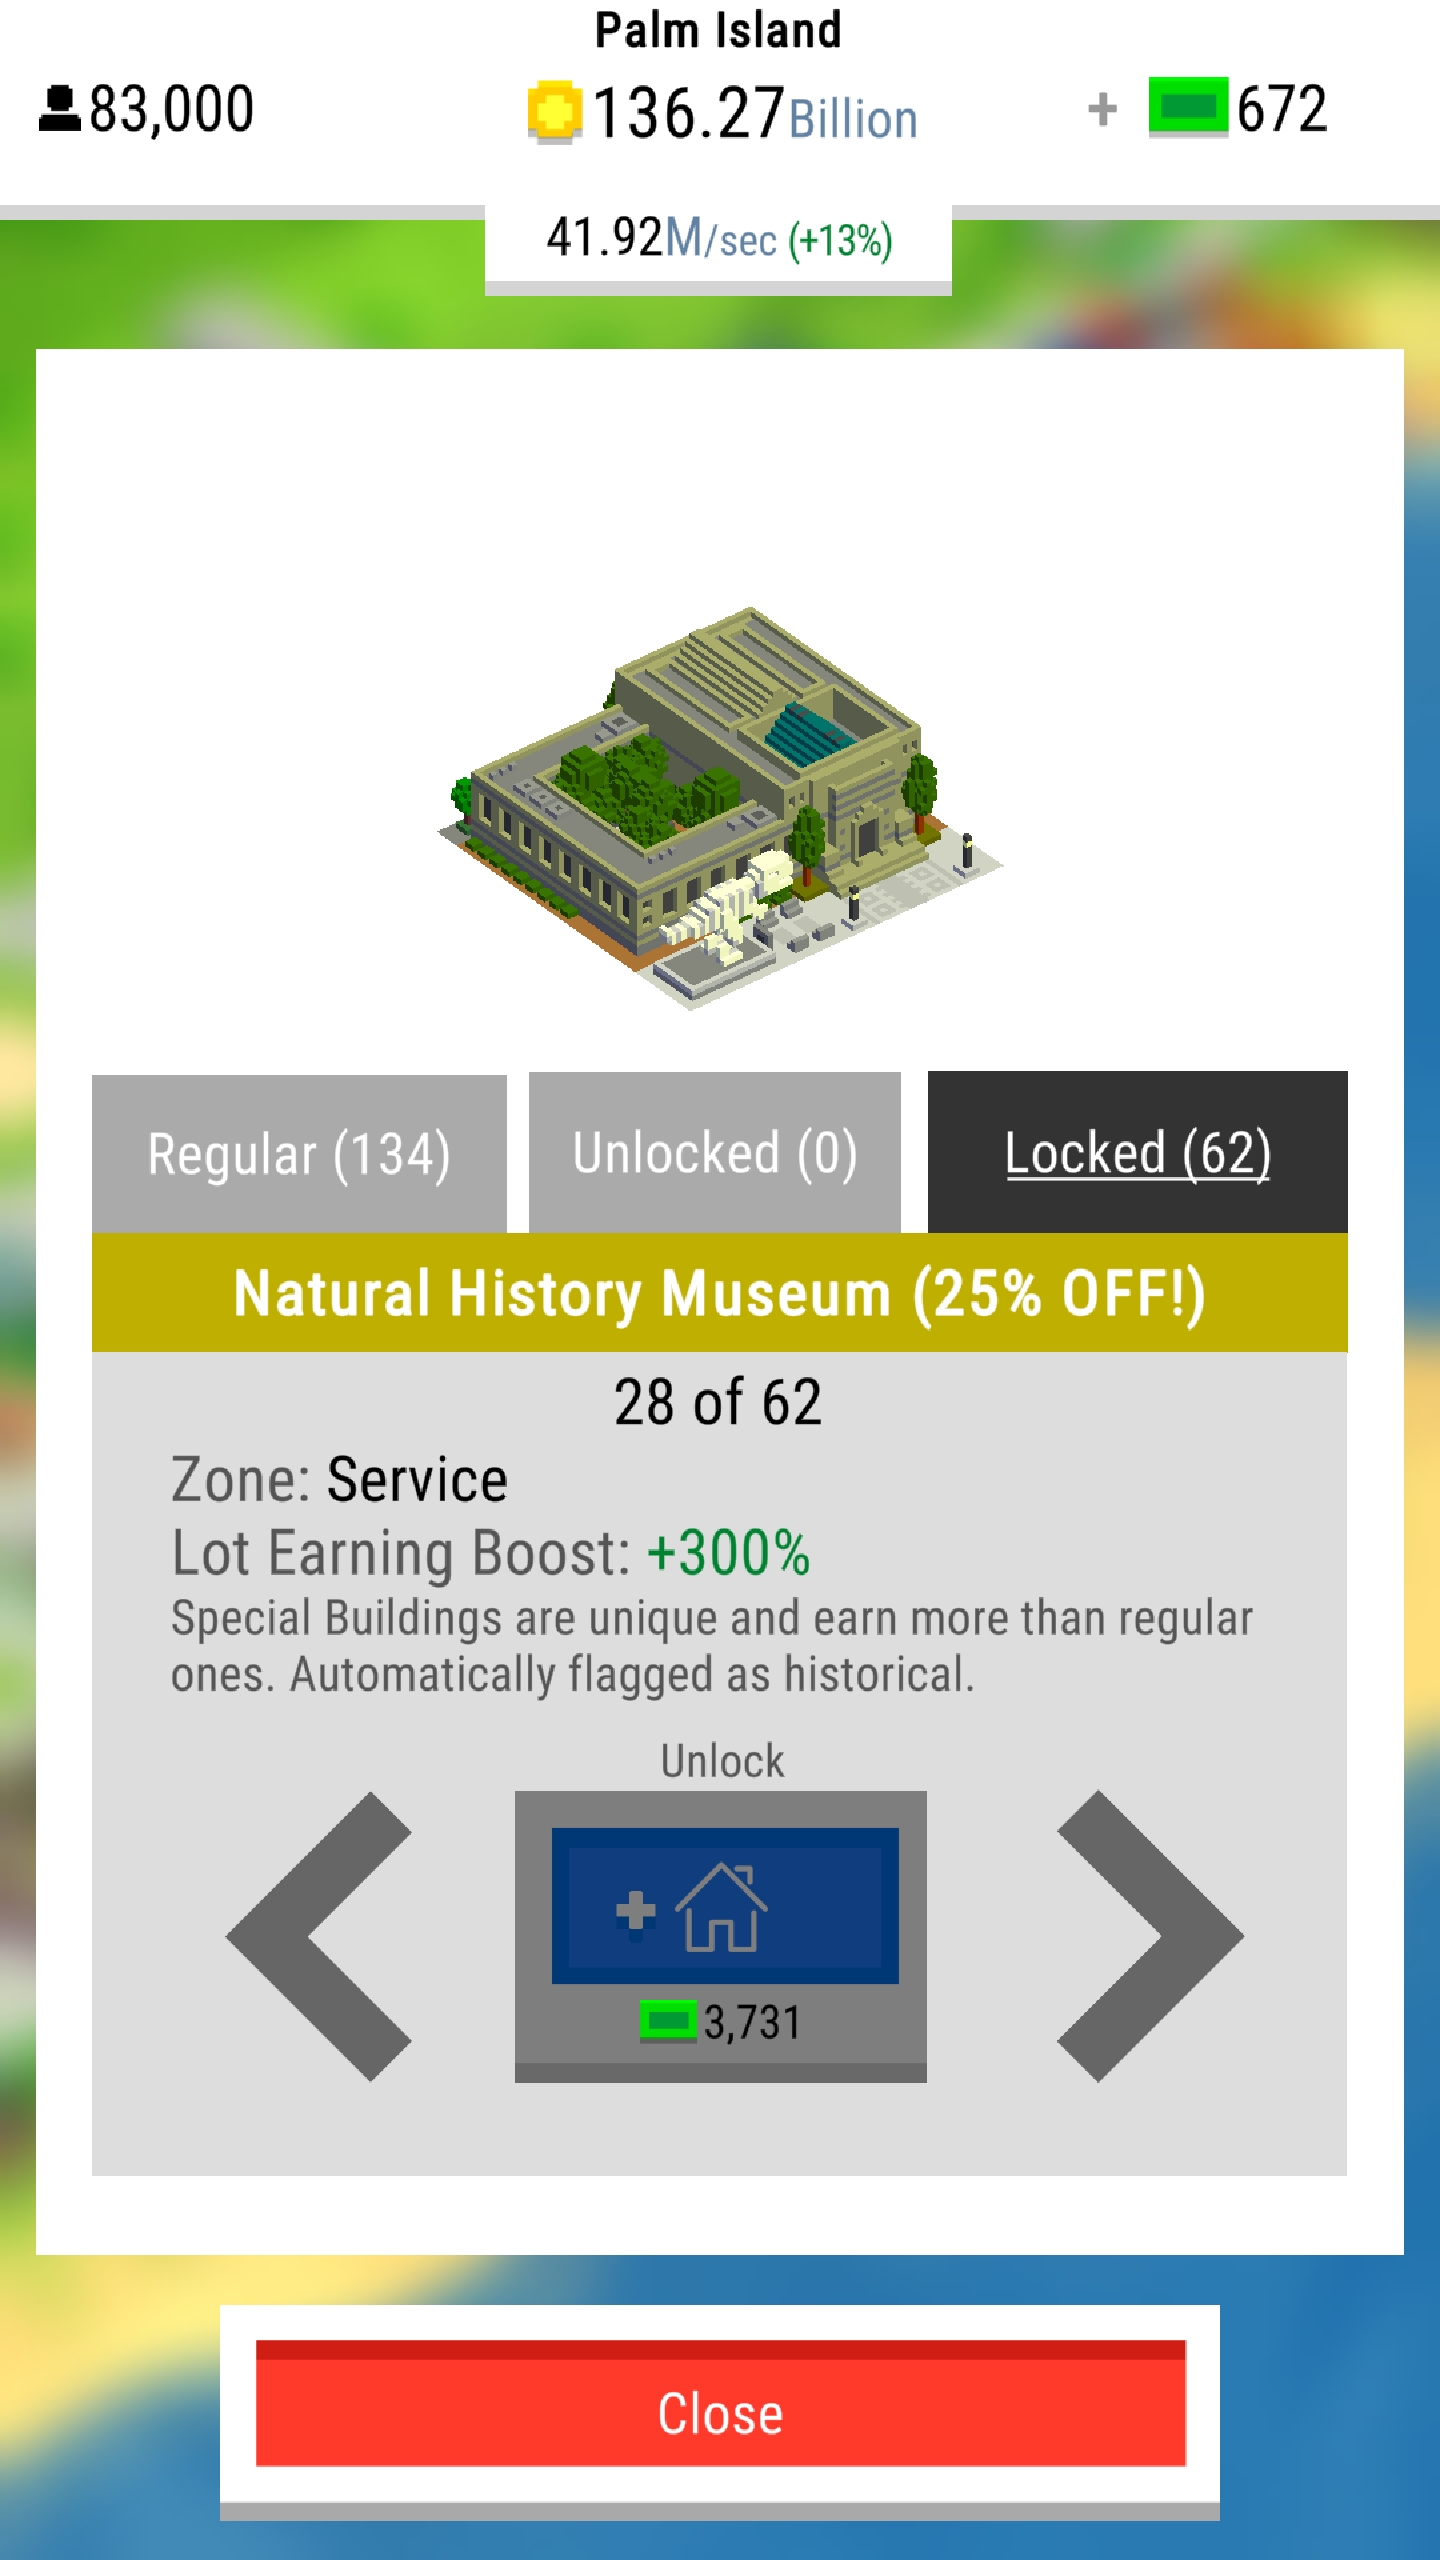 Palm Island
83,000
136.27Billion
+ 672
41.92M/sec (+13%)
Regular (134)
Unlocked (0)
Locked (62)
Natural History Museum (25% OFF!)
28 of 62
Zone: Service
Lot Earning Boost: +300%
Special Buildings are unique and earn more than regular
ones. Automatically flagged as historical.
Unlock
3,731
Close